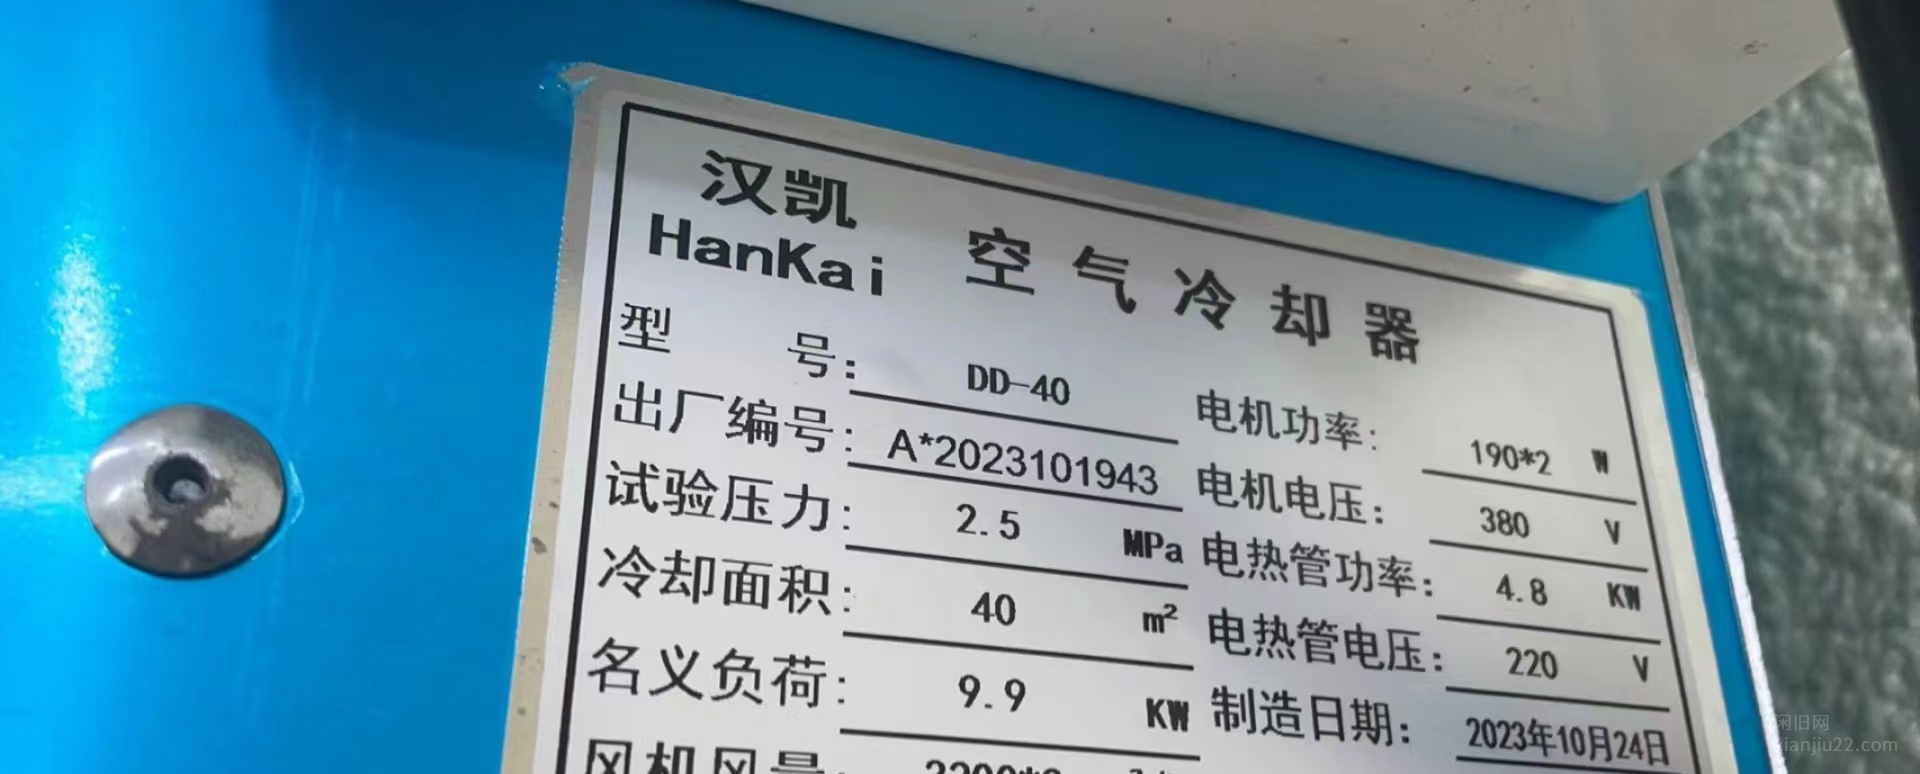 汉凯
HanKai
空气冷却器
型号: DD-40
电机功率: 190*2 W
出厂编号: A*2023101943
电机电压: 380 V
试验压力: 2.5 MPa
电热管功率: 4.8 KW
冷却面积: 40 m²
电热管电压: 220 V
名义负荷: 9.9 KW
制造日期: 2023年10月24日
风机风量:
闲旧网
xianjiu22.com